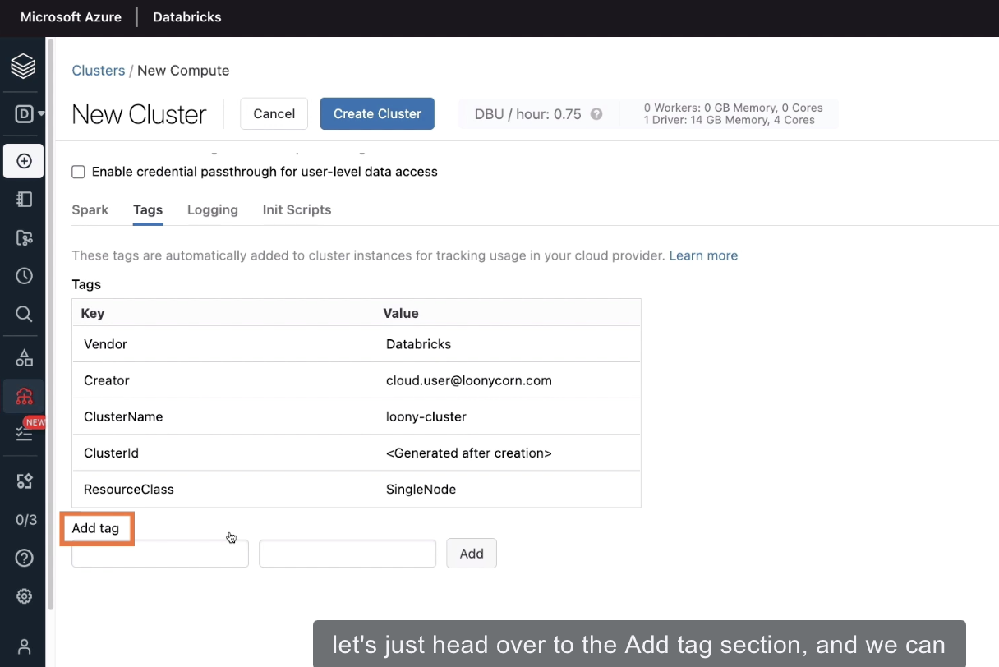 Microsoft Azure Databricks
Clusters / New Compute
New Cluster
Cancel
Create Cluster
DBU / hour: 0.75 ?
0 Workers: 0 GB Memory, 0 Cores
1 Driver: 14 GB Memory, 4 Cores
D
Enable credential passthrough for user-level data access
Spark Tags Logging Init Scripts
These tags are automatically added to cluster instances for tracking usage in your cloud provider. Learn more
Tags
Key Value
Vendor Databricks
Creator cloud.user@loonycorn.com
ClusterName loony-cluster
NEW
ClusterId <Generated after creation>
ResourceClass SingleNode
0/3
Add tag
Add
?
let's just head over to the Add tag section, and we can